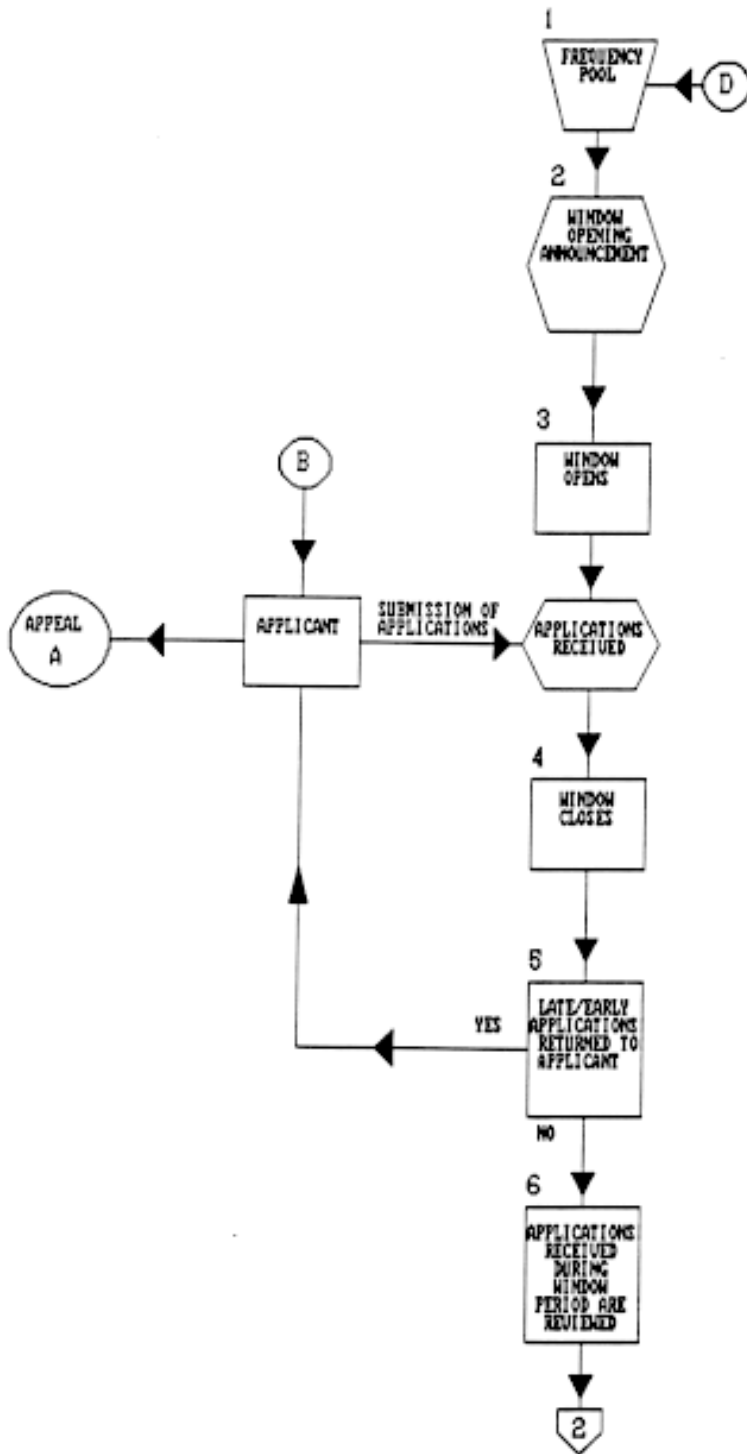 1
FREQUENCY
POOL
D
2
WINDOW
OPENING
ANNOUNCEMENT
3
WINDOW
OPENS
B
APPEAL
A
APPLICANT
SUBMISSION OF
APPLICATIONS
APPLICATIONS
RECEIVED
4
WINDOW
CLOSES
5
LATE/EARLY
APPLICATIONS
RETURNED TO
APPLICANT
YES
NO
6
APPLICATIONS
RECEIVED
DURING
WINDOW
PERIOD ARE
REVIEWED
2